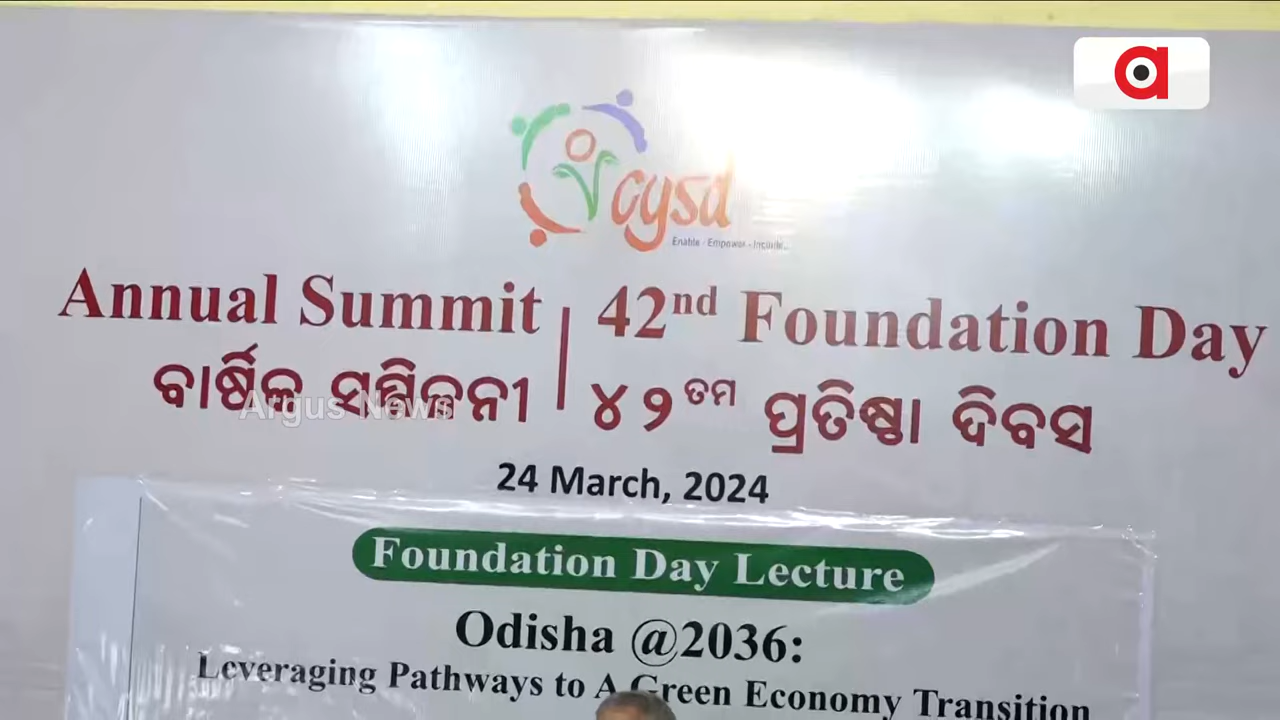 a
cysd
Enable - Empower - Include..
Annual Summit | 42nd Foundation Day
ବାର୍ଷିକ ସମ୍ମିଳନୀ | ୪୨ତମ ପ୍ରତିଷ୍ଠା ଦିବସ
Argus News
24 March, 2024
Foundation Day Lecture
Odisha @2036:
Leveraging Pathways to A Green Economy Transition